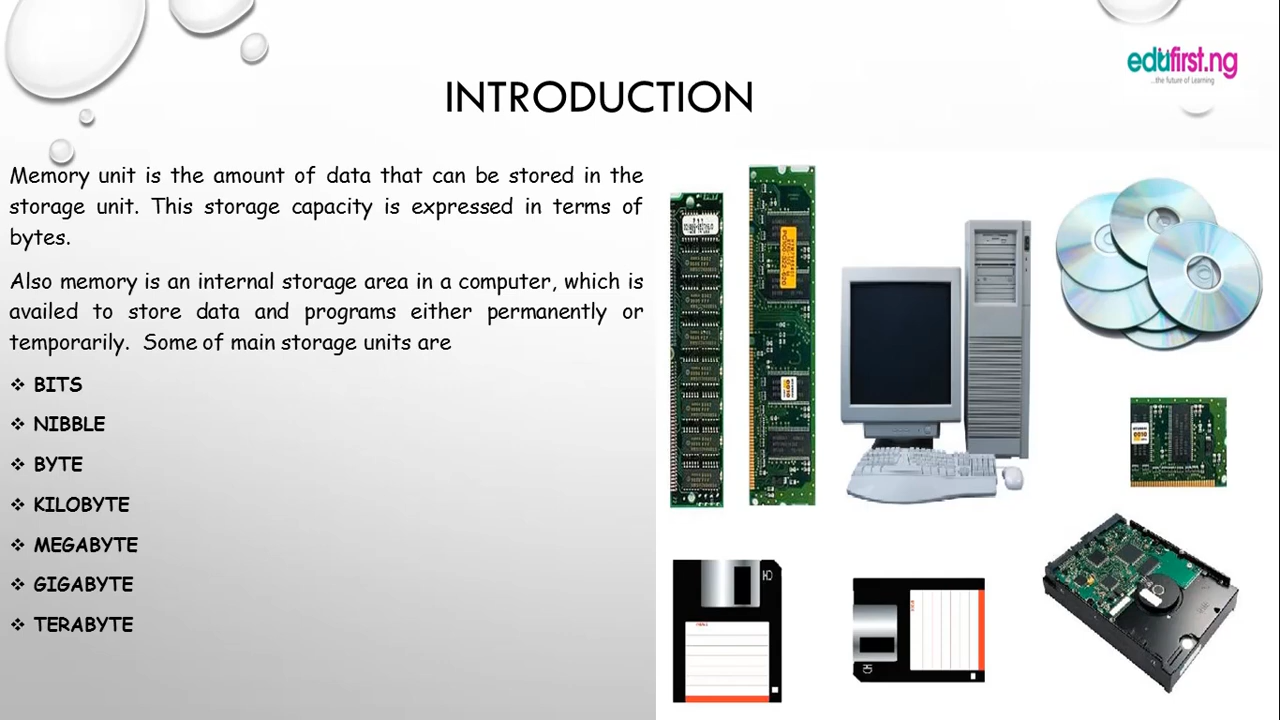 edufirst.ng
...the future of Learning
INTRODUCTION
Memory unit is the amount of data that can be stored in the
storage unit. This storage capacity is expressed in terms of
bytes.
Also memory is an internal storage area in a computer, which is
availed to store data and programs either permanently or
temporarily. Some of main storage units are
❖ BITS
❖ NIBBLE
❖ BYTE
❖ KILOBYTE
❖ MEGABYTE
❖ GIGABYTE
❖ TERABYTE